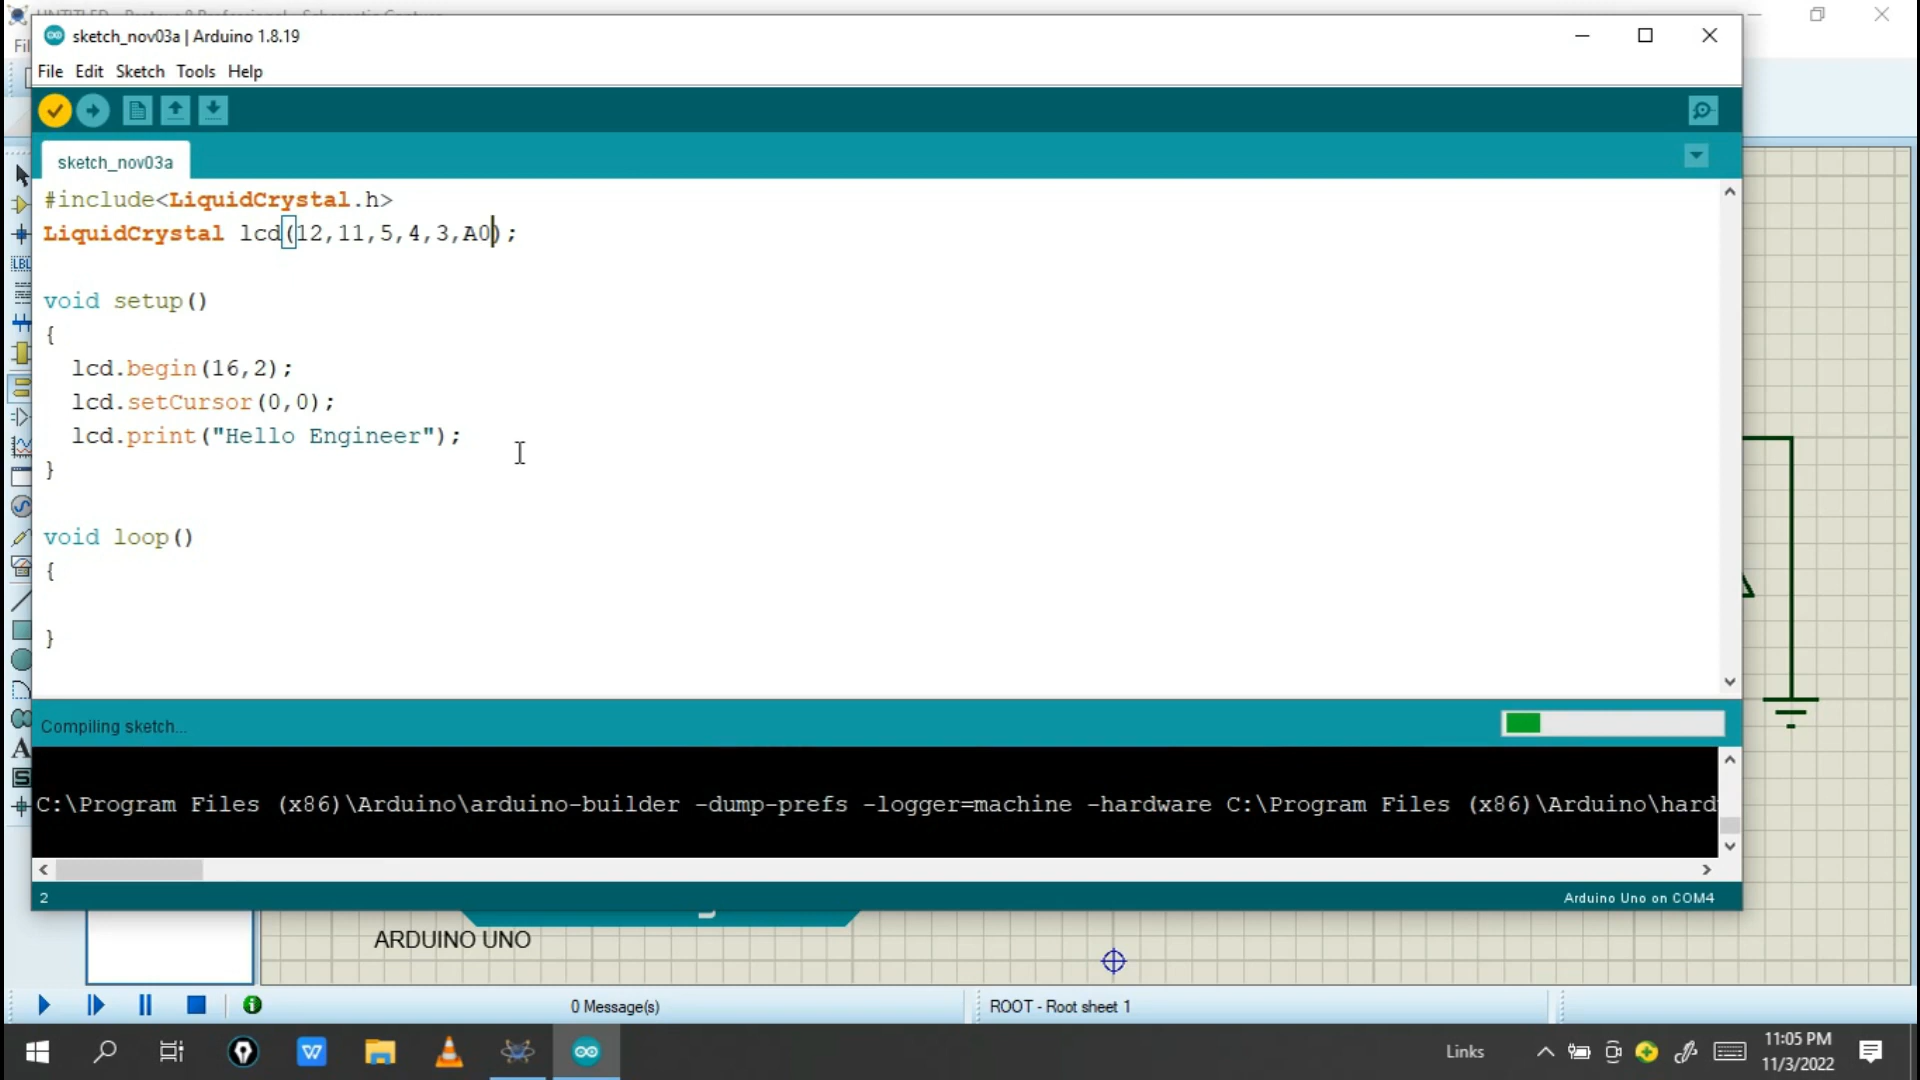 sketch_nov03a | Arduino 1.8.19
File Edit Sketch Tools Help
sketch_nov03a
#include<LiquidCrystal.h>
LiquidCrystal lcd(12,11,5,4,3,A0);
void setup()
{
lcd.begin(16,2);
lcd.setCursor(0,0);
lcd.print("Hello Engineer");
}
void loop()
{
}
Compiling sketch...
C:\Program Files (x86)\Arduino\arduino-builder -dump-prefs -logger=machine -hardware C:\Program Files (x86)\Arduino\hard
2
Arduino Uno on COM4
LBL
A
S
ARDUINO UNO
0 Message(s)
ROOT - Root sheet 1
Links
11:05 PM
11/3/2022